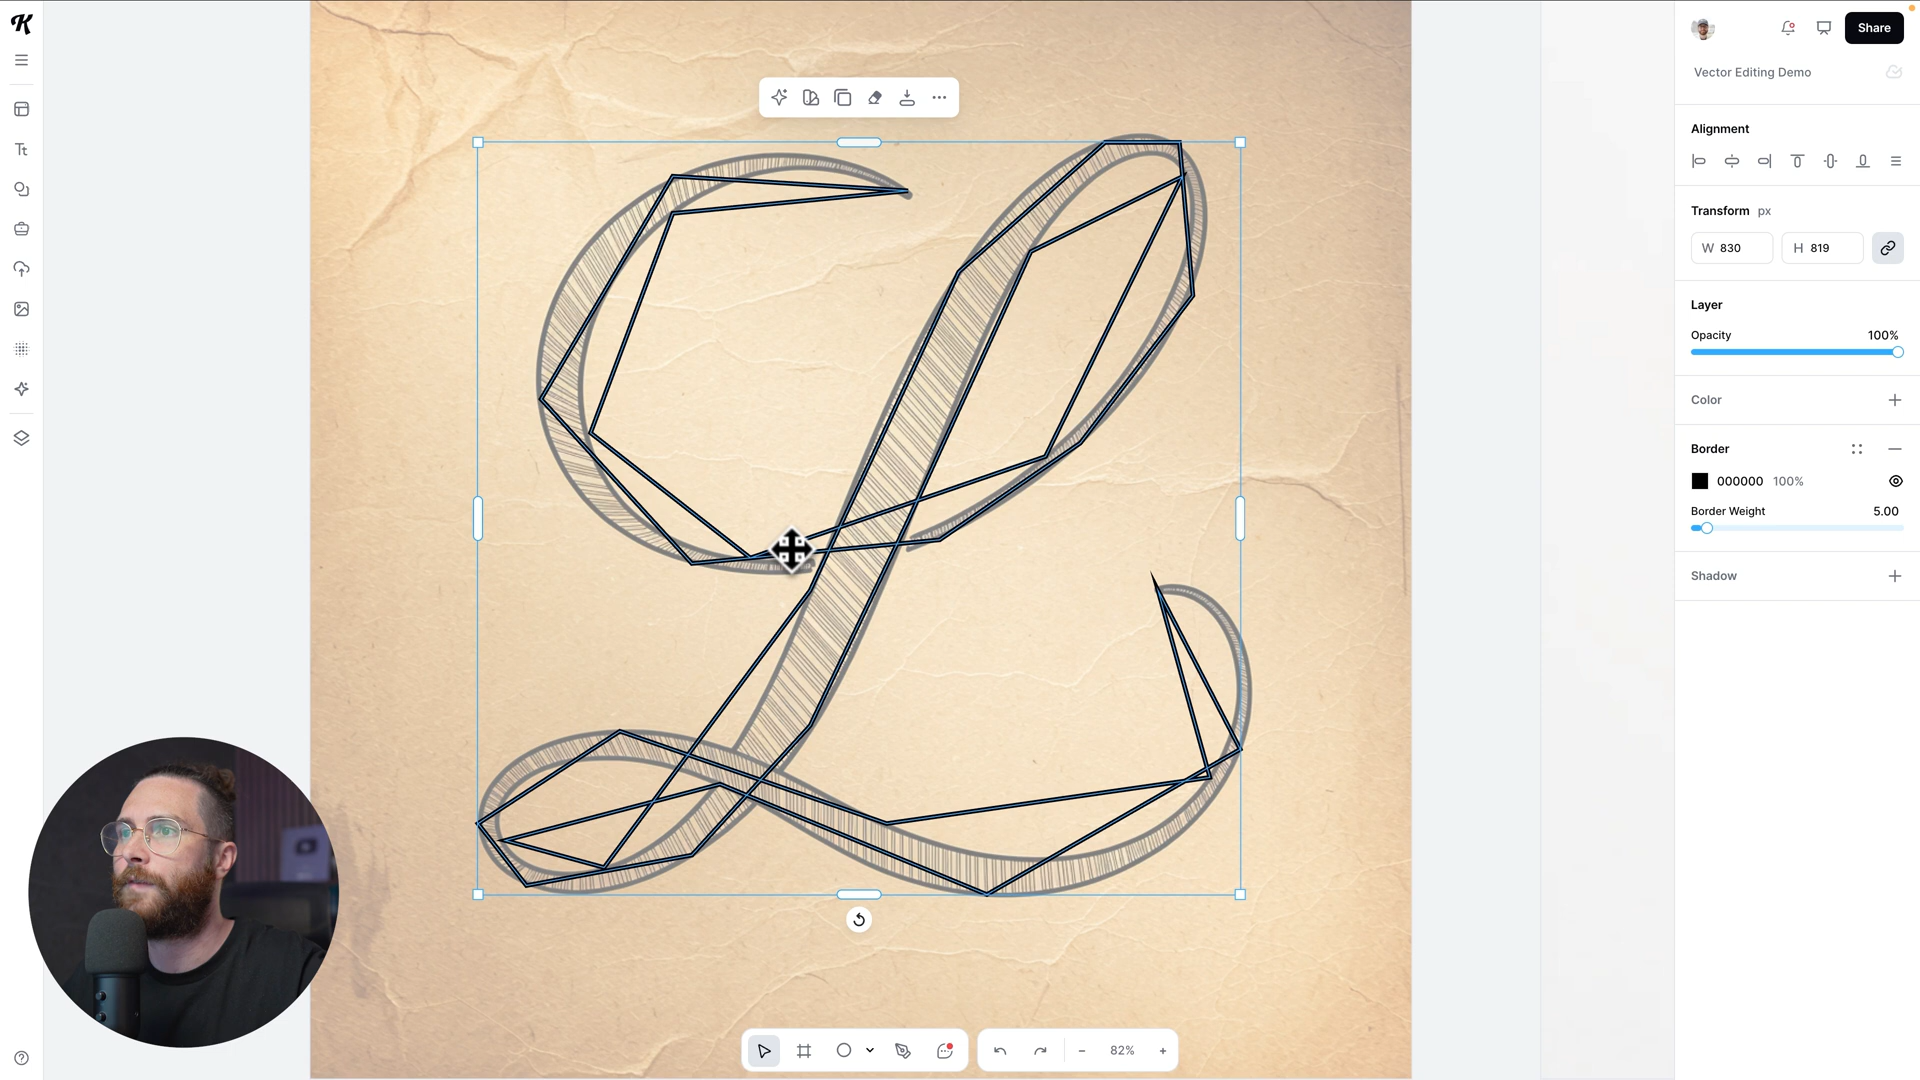 K
Share
Vector Editing Demo
Alignment
Tt
Transform px
W 830 H 819
Layer
Opacity 100%
Color
Border
000000 100%
Border Weight 5.00
Shadow
L
82%